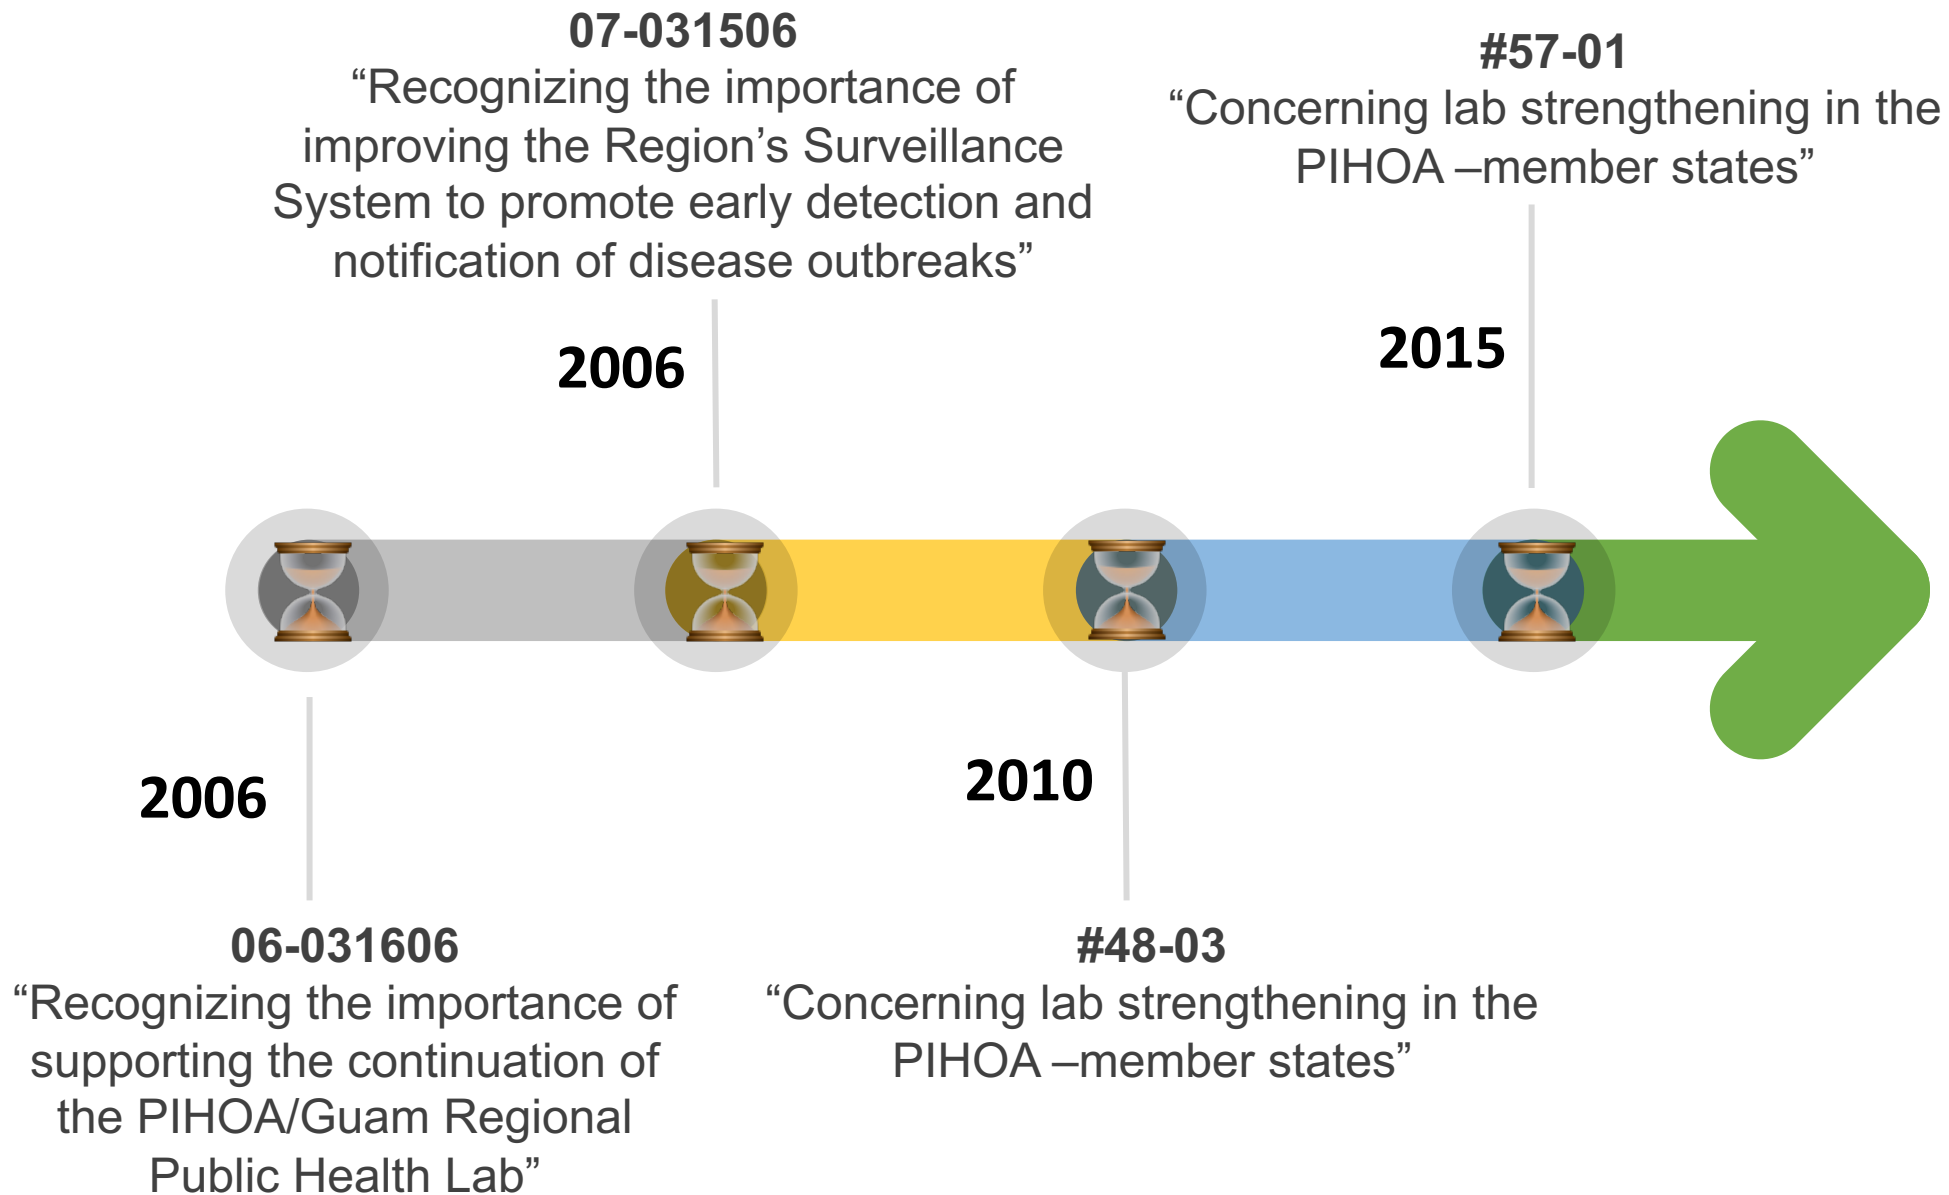 07-031506
“Recognizing the importance of
improving the Region’s Surveillance
System to promote early detection and
notification of disease outbreaks”
2006
#57-01
“Concerning lab strengthening in the
PIHOA –member states”
2015
2006
06-031606
“Recognizing the importance of
supporting the continuation of
the PIHOA/Guam Regional
Public Health Lab”
2010
#48-03
“Concerning lab strengthening in the
PIHOA –member states”